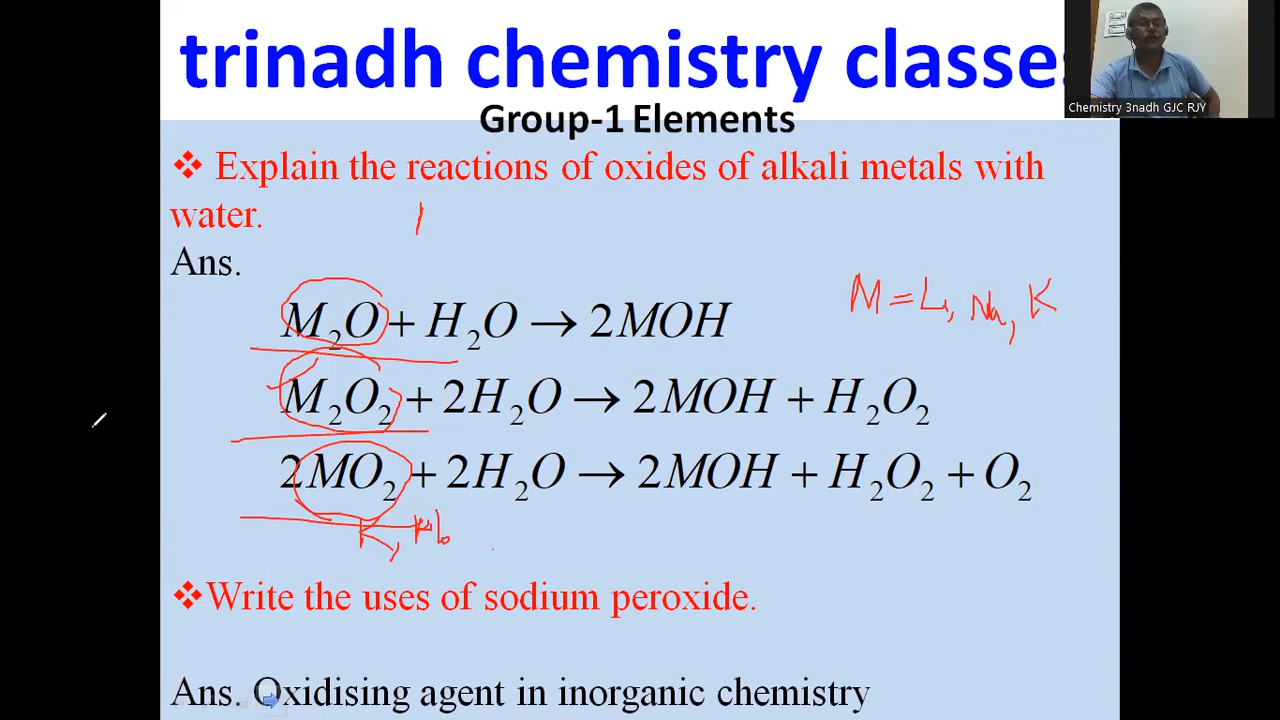 trinadh chemistry classes
Chemistry 3nadh GJC RJY
Group-1 Elements
❖ Explain the reactions of oxides of alkali metals with
water.
Ans.
M = Li, Na, K
M₂O + H₂O → 2MOH
M₂O₂ + 2H₂O → 2MOH + H₂O₂
2MO₂ + 2H₂O → 2MOH + H₂O₂ + O₂
K, Rb
❖Write the uses of sodium peroxide.
Ans. Oxidising agent in inorganic chemistry